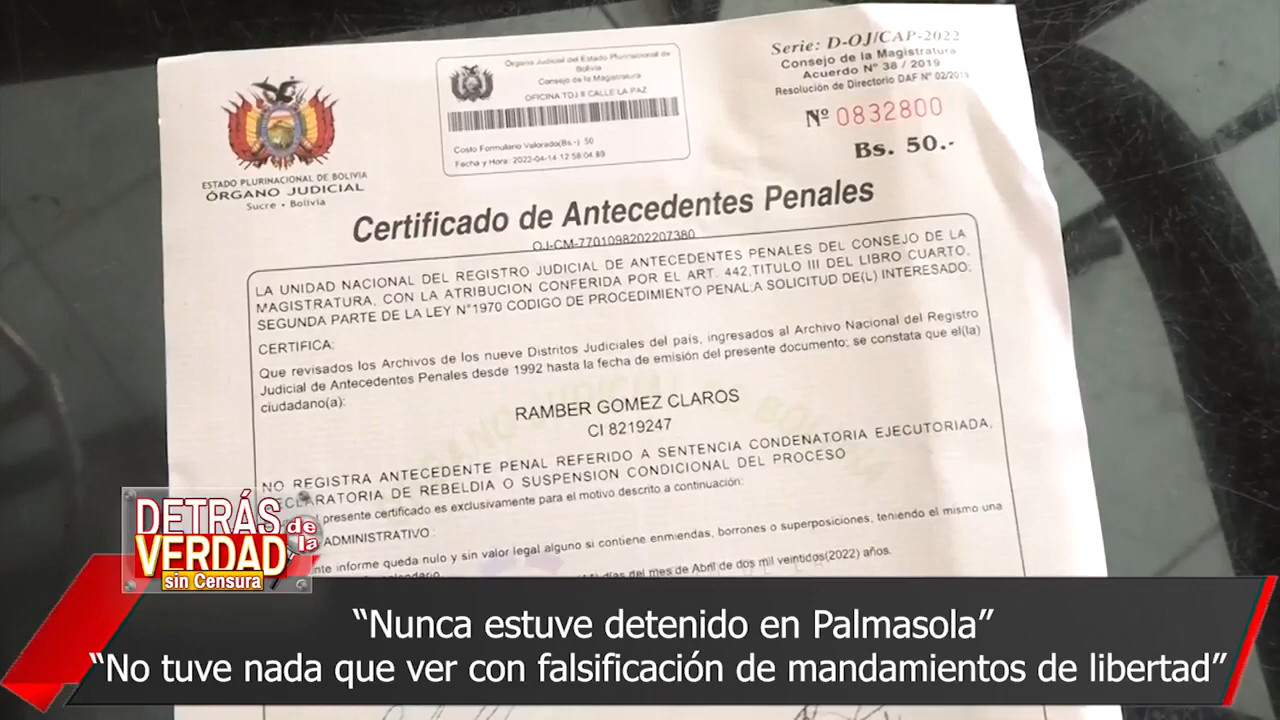 ESTADO PLURINACIONAL DE BOLIVIA
ÓRGANO JUDICIAL
Sucre • Bolivia
Órgano Judicial del Estado Plurinacional de
Bolivia
Consejo de la Magistratura
OFICINA TDJ II CALLE LA PAZ
Costo Formulario Valorado(Bs.-) 50
Fecha y Hora: 2022-04-14 12:58:04.89
Serie: D-OJ/CAP-2022
Consejo de la Magistratura
Acuerdo Nº 38 / 2019
Resolución de Directorio DAF Nº 02/2019
Nº 0832800
Bs. 50.-
Certificado de Antecedentes Penales
OJ-CM-7701098202207380
LA UNIDAD NACIONAL DEL REGISTRO JUDICIAL DE ANTECEDENTES PENALES DEL CONSEJO DE LA
MAGISTRATURA, CON LA ATRIBUCION CONFERIDA POR EL ART. 442,TITULO III DEL LIBRO CUARTO,
SEGUNDA PARTE DE LA LEY N°1970 CODIGO DE PROCEDIMIENTO PENAL;A SOLICITUD DE(L) INTERESADO;
CERTIFICA:
Que revisados los Archivos de los nueve Distritos Judiciales del país, ingresados al Archivo Nacional del Registro
Judicial de Antecedentes Penales desde 1992 hasta la fecha de emisión del presente documento; se constata que el(la)
ciudadano(a):
RAMBER GOMEZ CLAROS
CI 8219247
NO REGISTRA ANTECEDENTE PENAL REFERIDO A SENTENCIA CONDENATORIA EJECUTORIADA,
DECLARATORIA DE REBELDIA O SUSPENSION CONDICIONAL DEL PROCESO
presente certificado es exclusivamente para el motivo descrito a continuación:
ADMINISTRATIVO :
informe queda nulo y sin valor legal alguno si contiene enmiendas, borrones o superposiciones, teniendo el mismo una
días del mes de Abril de dos mil veintidos(2022) años.
DETRÁS de la
VERDAD
sin Censura
“Nunca estuve detenido en Palmasola”
“No tuve nada que ver con falsificación de mandamientos de libertad”